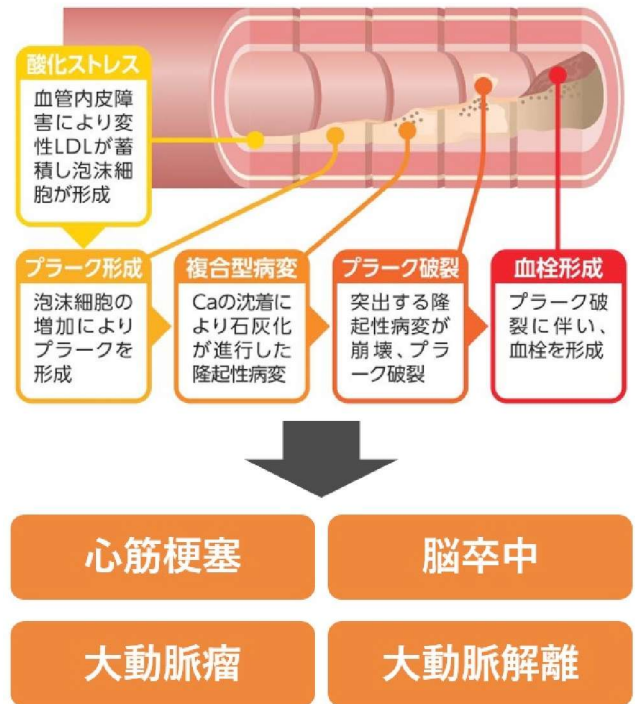 酸化ストレス
血管内皮障
害により変
性LDLが蓄
積し泡沫細
胞が形成
プラーク形成
泡沫細胞の
増加により
プラークを
形成
複合型病変
Caの沈着に
より石灰化
が進行した
隆起性病変
プラーク破裂
突出する隆
起性病変が
崩壊、プラ
ーク破裂
血栓形成
プラーク破
裂に伴い、
血栓を形成
心筋梗塞
脳卒中
大動脈瘤
大動脈解離